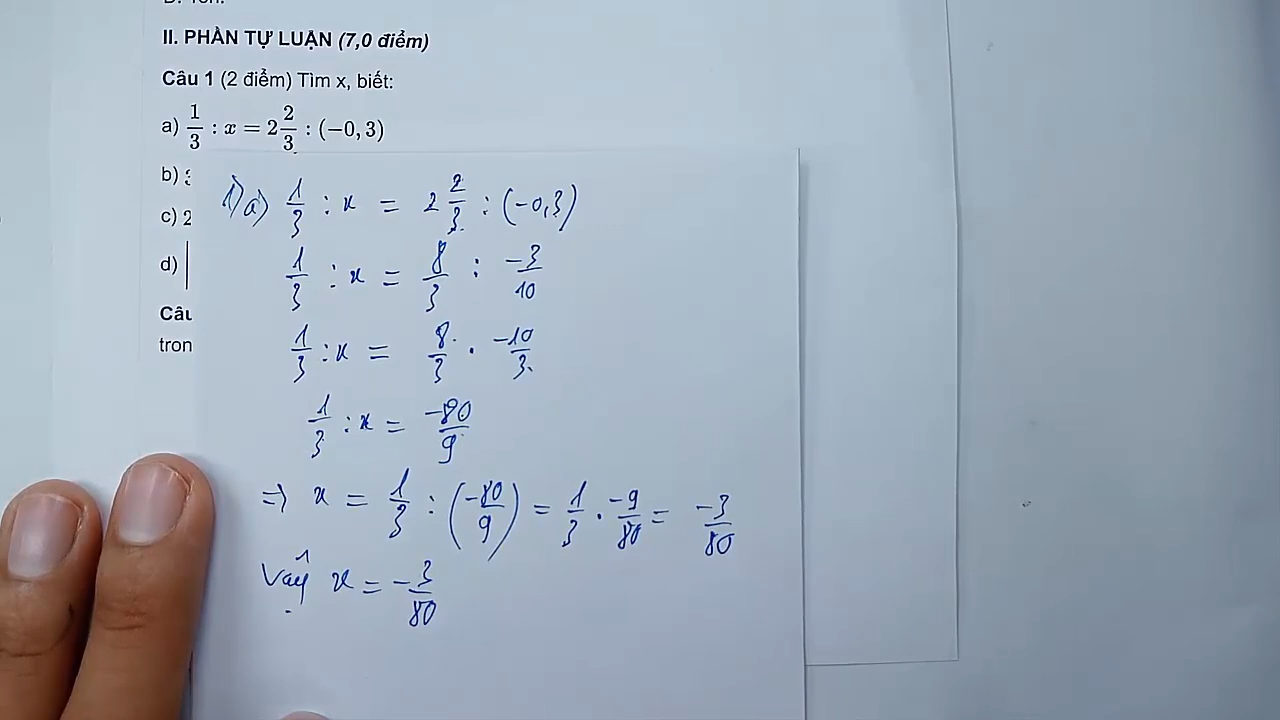 II. PHẦN TỰ LUẬN (7,0 điểm)
Câu 1 (2 điểm) Tìm x, biết:
a) 1/3 : x = 2 2/3 : (−0,3)
b)
c) 2
d) |
Câu
tron
1) a) 1/3 : x = 2 2/3 : (-0,3)
1/3 : x = 8/3 : -3/10
1/3 : x = 8/3 . -10/3
1/3 : x = -80/9
=> x = 1/3 : (-80/9) = 1/3 . -9/80 = -3/80
Vậy x = -3/80